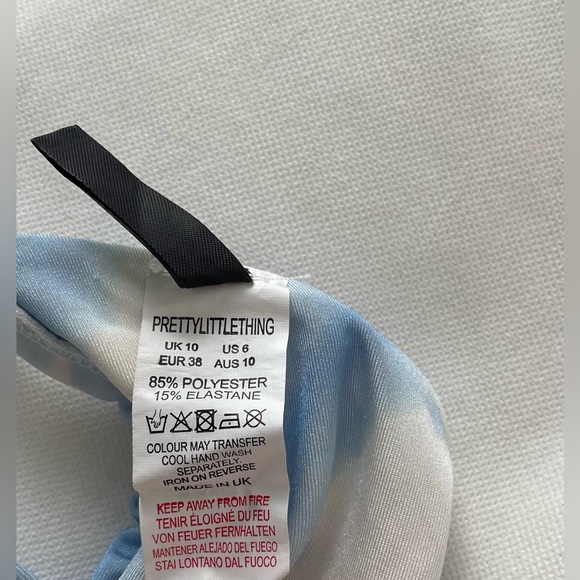 PRETTYLITTLETHING
UK 10 US 6
EUR 38 AUS 10
85% POLYESTER
15% ELASTANE
COLOUR MAY TRANSFER
COOL HAND WASH
SEPARATELY.
IRON ON REVERSE
MADE IN UK
KEEP AWAY FROM FIRE
TENIR ÉLOIGNÉ DU FEU
VON FEUER FERNHALTEN
MANTENER ALEJADO DEL FUEGO
STAI LONTANO DAL FUOCO